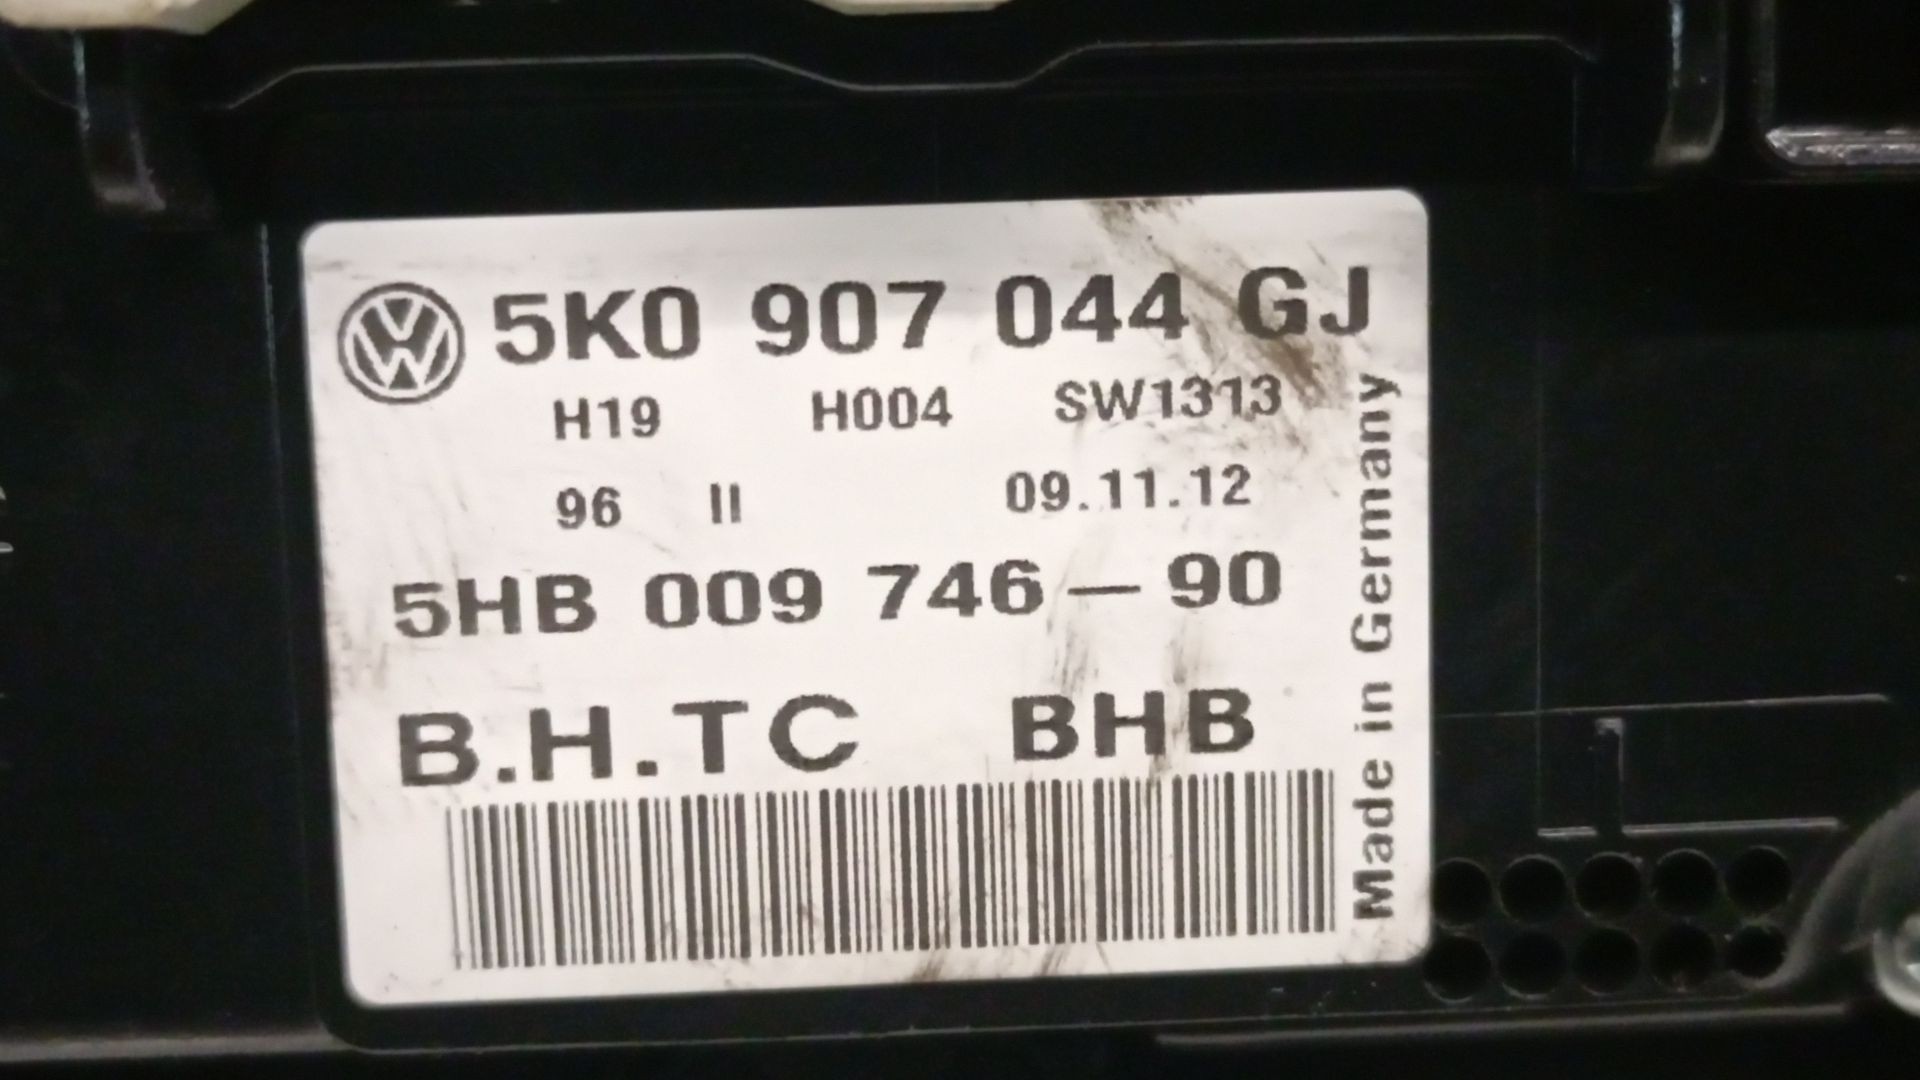 5K0 907 044 GJ
H19 H004 SW1313
96 II 09.11.12
5HB 009 746-90
B.H.TC BHB
Made in Germany